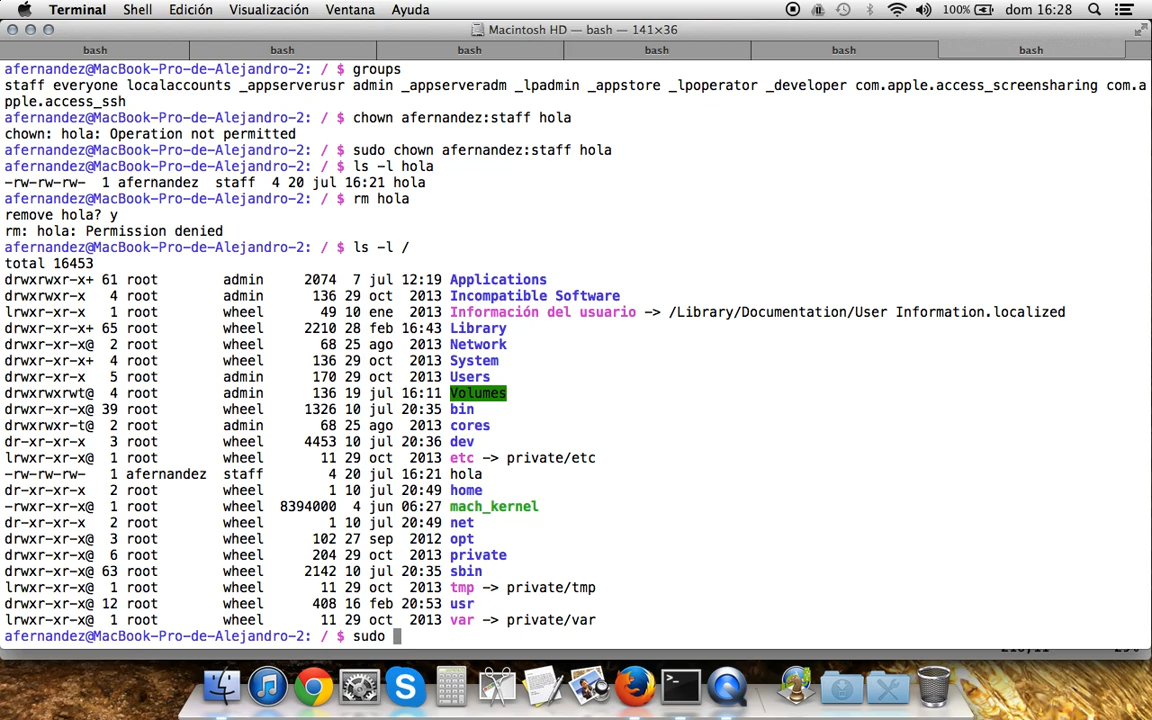 Terminal Shell Edición Visualización Ventana Ayuda 100% dom 16:28
Macintosh HD — bash — 141×36
bash bash bash bash bash bash
afernandez@MacBook-Pro-de-Alejandro-2: / $ groups
staff everyone localaccounts _appserverusr admin _appserveradm _lpadmin _appstore _lpoperator _developer com.apple.access_screensharing com.a
pple.access_ssh
afernandez@MacBook-Pro-de-Alejandro-2: / $ chown afernandez:staff hola
chown: hola: Operation not permitted
afernandez@MacBook-Pro-de-Alejandro-2: / $ sudo chown afernandez:staff hola
afernandez@MacBook-Pro-de-Alejandro-2: / $ ls -l hola
-rw-rw-rw- 1 afernandez staff 4 20 jul 16:21 hola
afernandez@MacBook-Pro-de-Alejandro-2: / $ rm hola
remove hola? y
rm: hola: Permission denied
afernandez@MacBook-Pro-de-Alejandro-2: / $ ls -l /
total 16453
drwxrwxr-x+ 61 root admin 2074 7 jul 12:19 Applications
drwxrwxr-x 4 root admin 136 29 oct 2013 Incompatible Software
lrwxr-xr-x 1 root wheel 49 10 ene 2013 Información del usuario -> /Library/Documentation/User Information.localized
drwxr-xr-x+ 65 root wheel 2210 28 feb 16:43 Library
drwxr-xr-x@ 2 root wheel 68 25 ago 2013 Network
drwxr-xr-x+ 4 root wheel 136 29 oct 2013 System
drwxr-xr-x 5 root admin 170 29 oct 2013 Users
drwxrwxrwt@ 4 root admin 136 19 jul 16:11 Volumes
drwxr-xr-x@ 39 root wheel 1326 10 jul 20:35 bin
drwxrwxr-t@ 2 root admin 68 25 ago 2013 cores
dr-xr-xr-x 3 root wheel 4453 10 jul 20:36 dev
lrwxr-xr-x@ 1 root wheel 11 29 oct 2013 etc -> private/etc
-rw-rw-rw- 1 afernandez staff 4 20 jul 16:21 hola
dr-xr-xr-x 2 root wheel 1 10 jul 20:49 home
-rwxr-xr-x@ 1 root wheel 8394000 4 jun 06:27 mach_kernel
dr-xr-xr-x 2 root wheel 1 10 jul 20:49 net
drwxr-xr-x@ 3 root wheel 102 27 sep 2012 opt
drwxr-xr-x@ 6 root wheel 204 29 oct 2013 private
drwxr-xr-x@ 63 root wheel 2142 10 jul 20:35 sbin
lrwxr-xr-x@ 1 root wheel 11 29 oct 2013 tmp -> private/tmp
drwxr-xr-x@ 12 root wheel 408 16 feb 20:53 usr
lrwxr-xr-x@ 1 root wheel 11 29 oct 2013 var -> private/var
afernandez@MacBook-Pro-de-Alejandro-2: / $ sudo